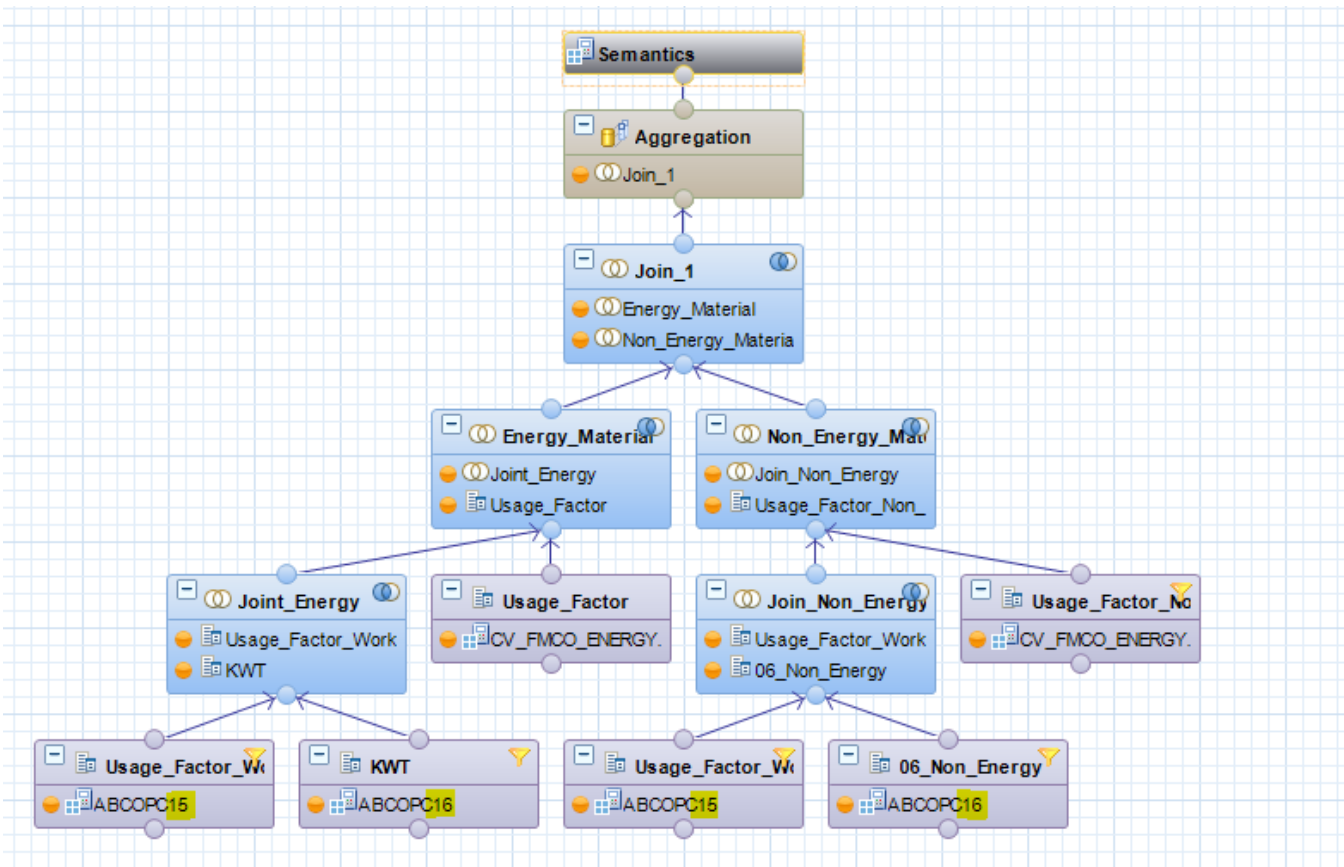 Semantics
Aggregation
Join_1
Join_1
Energy_Material
Non_Energy_Materia
Energy_Material
Joint_Energy
Usage_Factor
Non_Energy_Mat
Join_Non_Energy
Usage_Factor_Non_
Joint_Energy
Usage_Factor_Work
KWT
Usage_Factor
CV_FMCO_ENERGY.
Join_Non_Energy
Usage_Factor_Work
06_Non_Energy
Usage_Factor_No
CV_FMCO_ENERGY.
Usage_Factor_Wo
ABCOPC15
KWT
ABCOPC16
Usage_Factor_Wo
ABCOPC15
06_Non_Energy
ABCOPC16